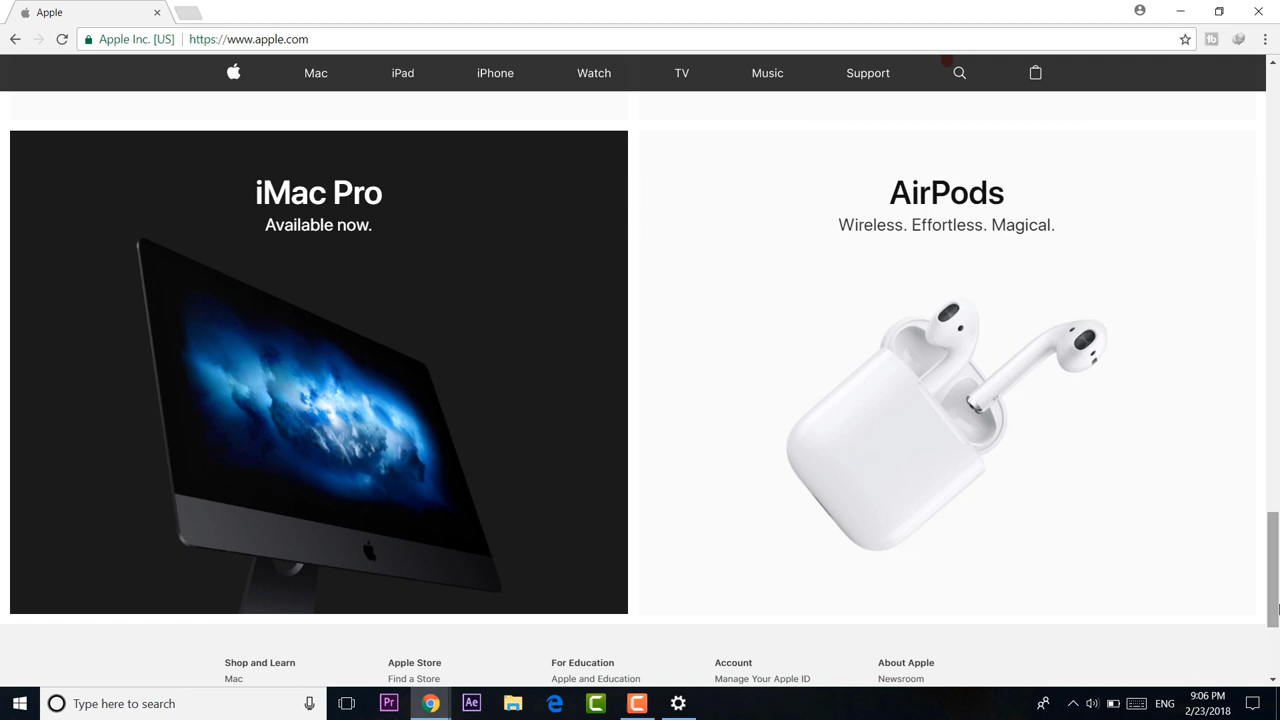 Apple
Apple Inc. [US] https://www.apple.com
Mac iPad iPhone Watch TV Music Support
iMac Pro
Available now.
AirPods
Wireless. Effortless. Magical.
Shop and Learn Apple Store For Education Account About Apple
Mac Find a Store Apple and Education Manage Your Apple ID Newsroom
Type here to search Pr Ae e C C ENG 9:06 PM
2/23/2018